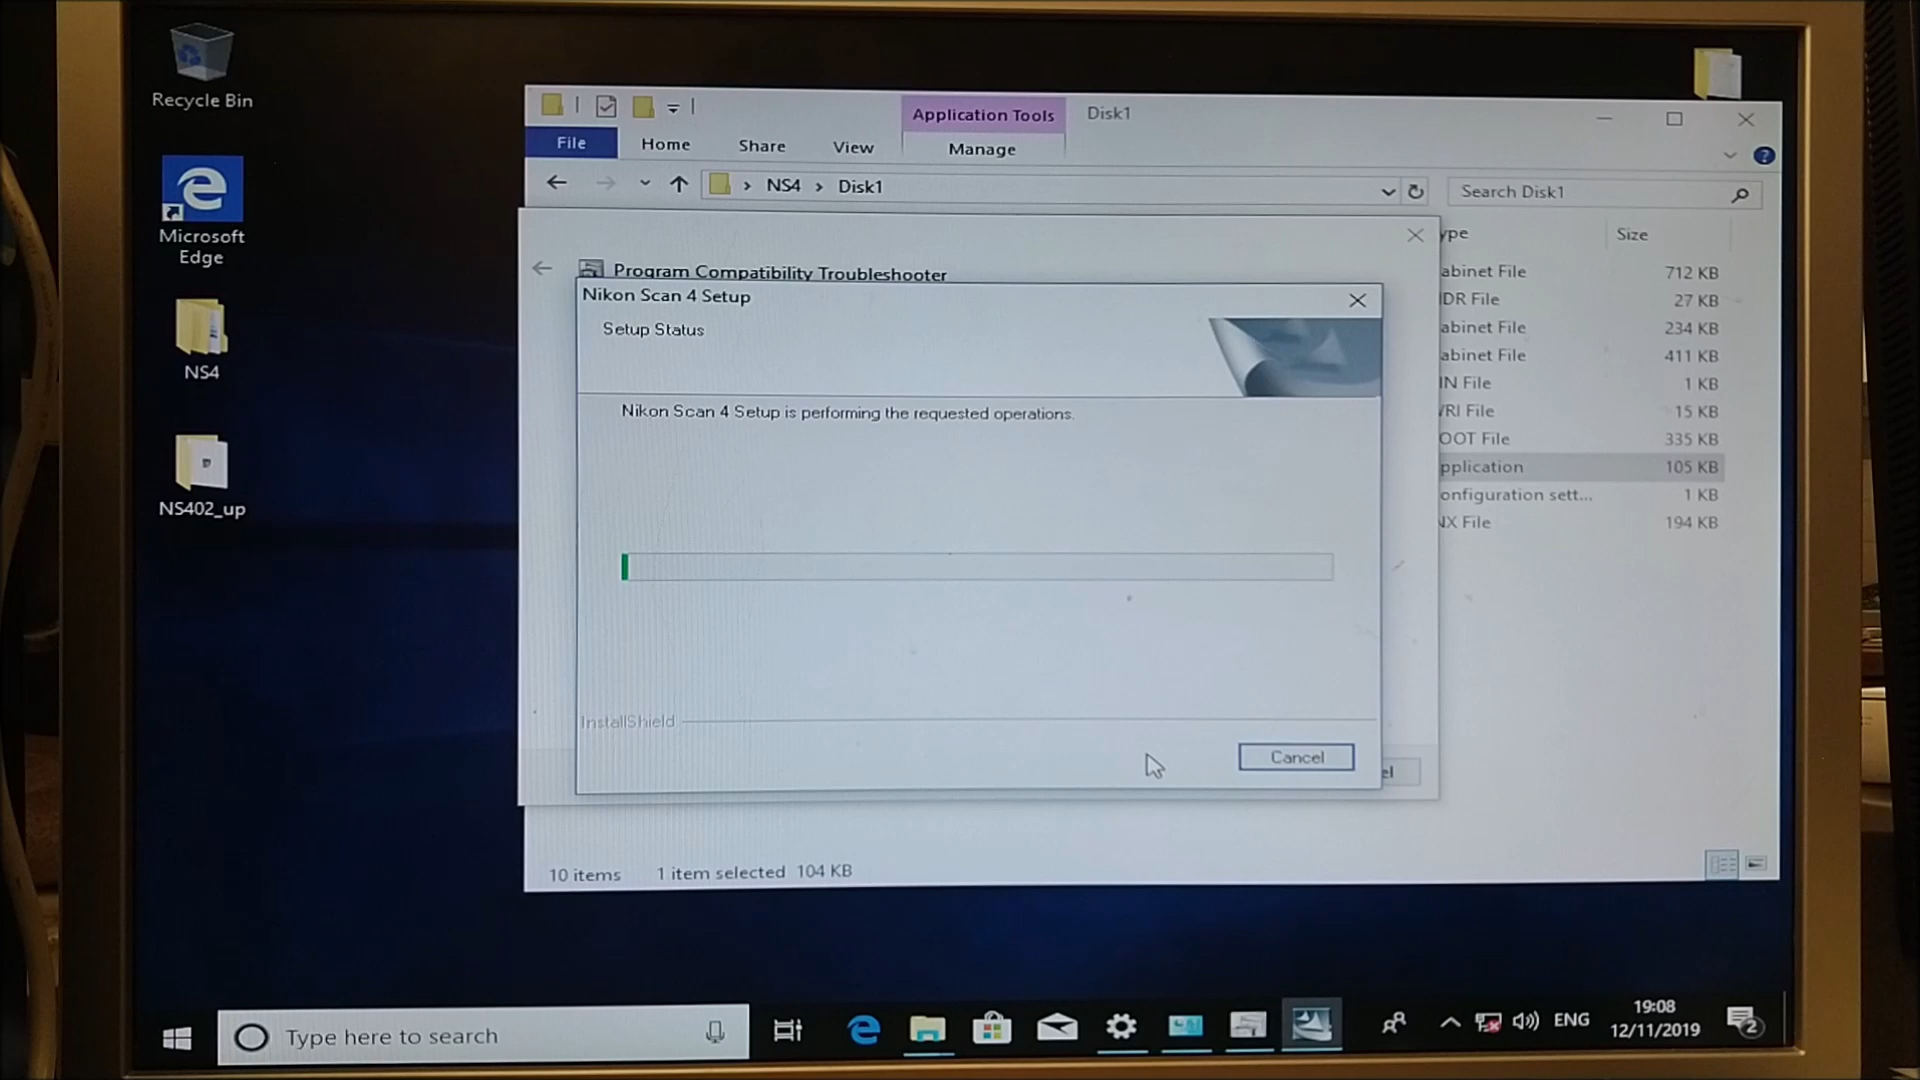 Recycle Bin
Microsoft
Edge
NS4
NS402_up
Application Tools
Disk1
File
Home
Share
View
Manage
NS4
Disk1
Search Disk1
ype
Size
Program Compatibility Troubleshooter
Nikon Scan 4 Setup
Setup Status
Nikon Scan 4 Setup is performing the requested operations.
InstallShield
Cancel
el
abinet File 712 KB
DR File 27 KB
abinet File 234 KB
abinet File 411 KB
IN File 1 KB
RI File 15 KB
OOT File 335 KB
pplication 105 KB
onfiguration sett... 1 KB
NX File 194 KB
10 items
1 item selected 104 KB
Type here to search
ENG
19:08
12/11/2019
2